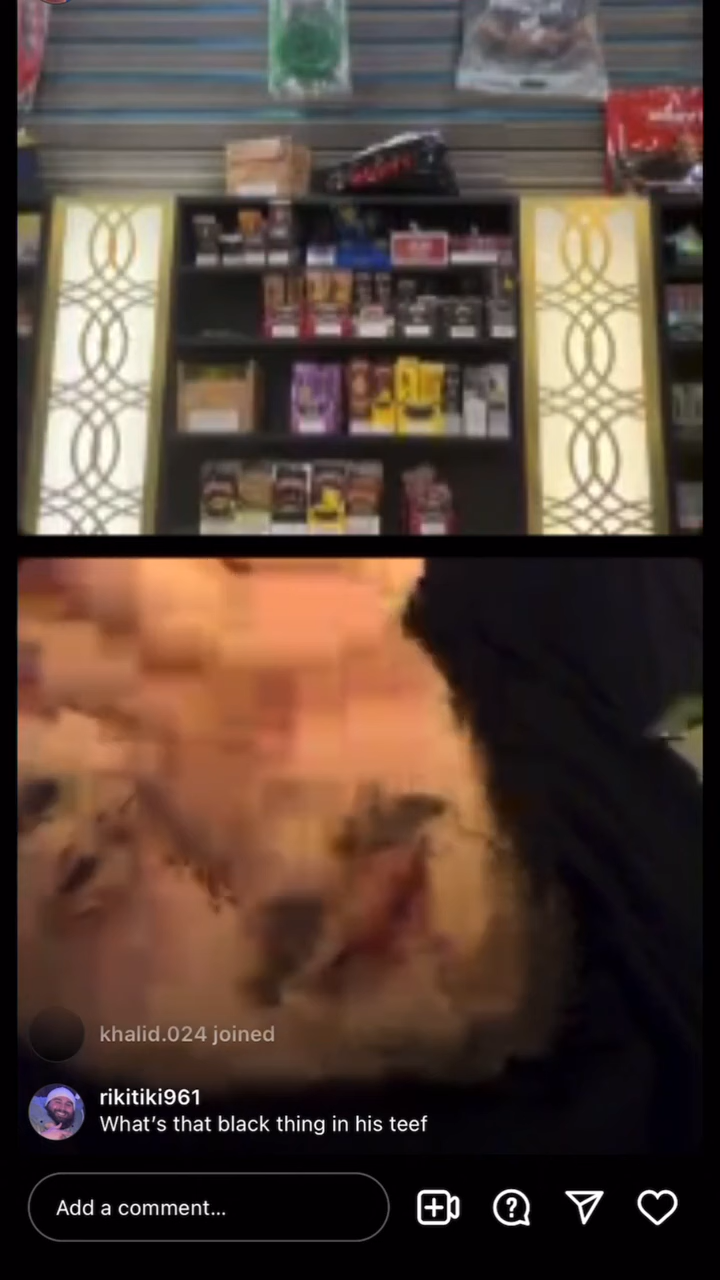 khalid.024 joined
rikitiki961
What's that black thing in his teef
Add a comment...